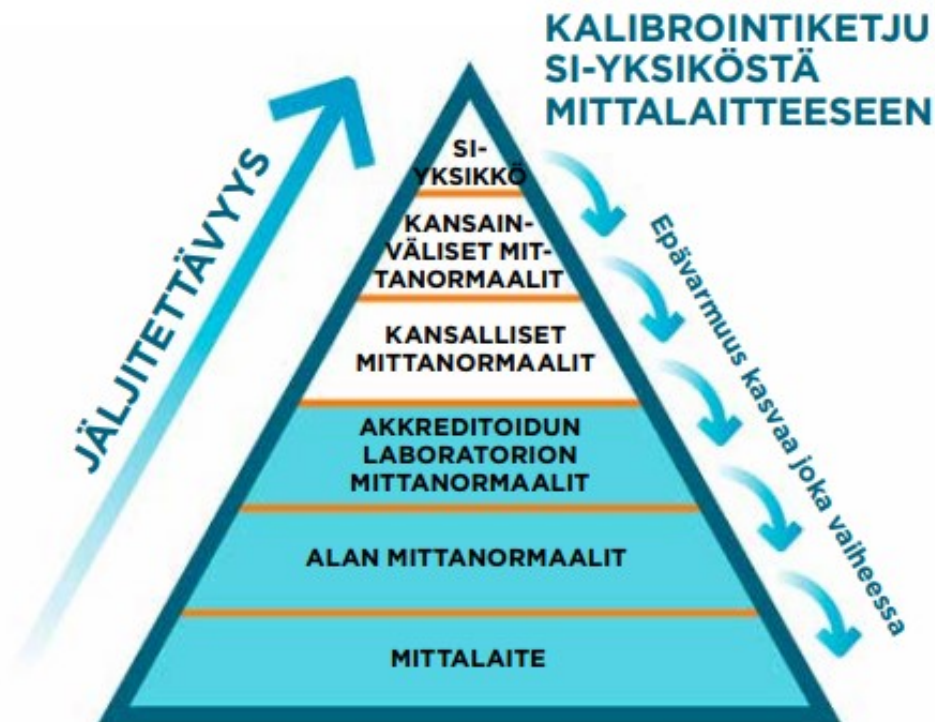 KALIBROINTIKETJU
SI-YKSIKÖSTÄ
MITTALAITTEESEEN
JÄLJITETTÄVYYS
SI-
YKSIKKÖ
KANSAIN-
VÄLISET MIT-
TANORMAALIT
KANSALLISET
MITTANORMAALIT
AKKREDITOIDUN
LABORATORION
MITTANORMAALIT
ALAN MITTANORMAALIT
MITTALAITE
Epävarmuus kasvaa joka vaiheessa